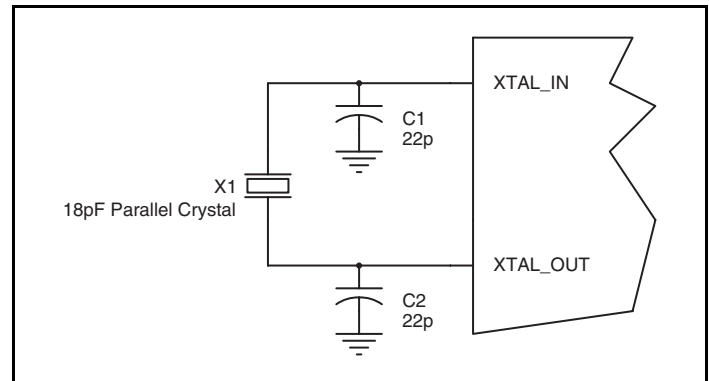 XTAL_IN
C1
22p
X1
18pF Parallel Crystal
XTAL_OUT
C2
22p